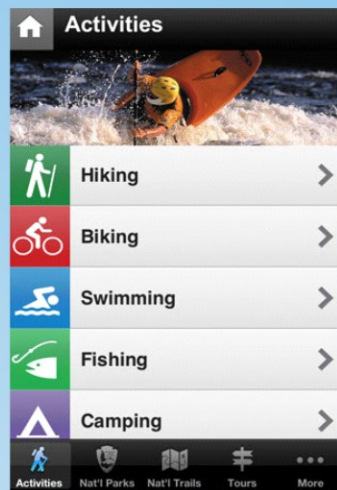 Activities
Hiking
Biking
Swimming
Fishing
Camping
Activities Nat'l Parks Nat'l Trails Tours More